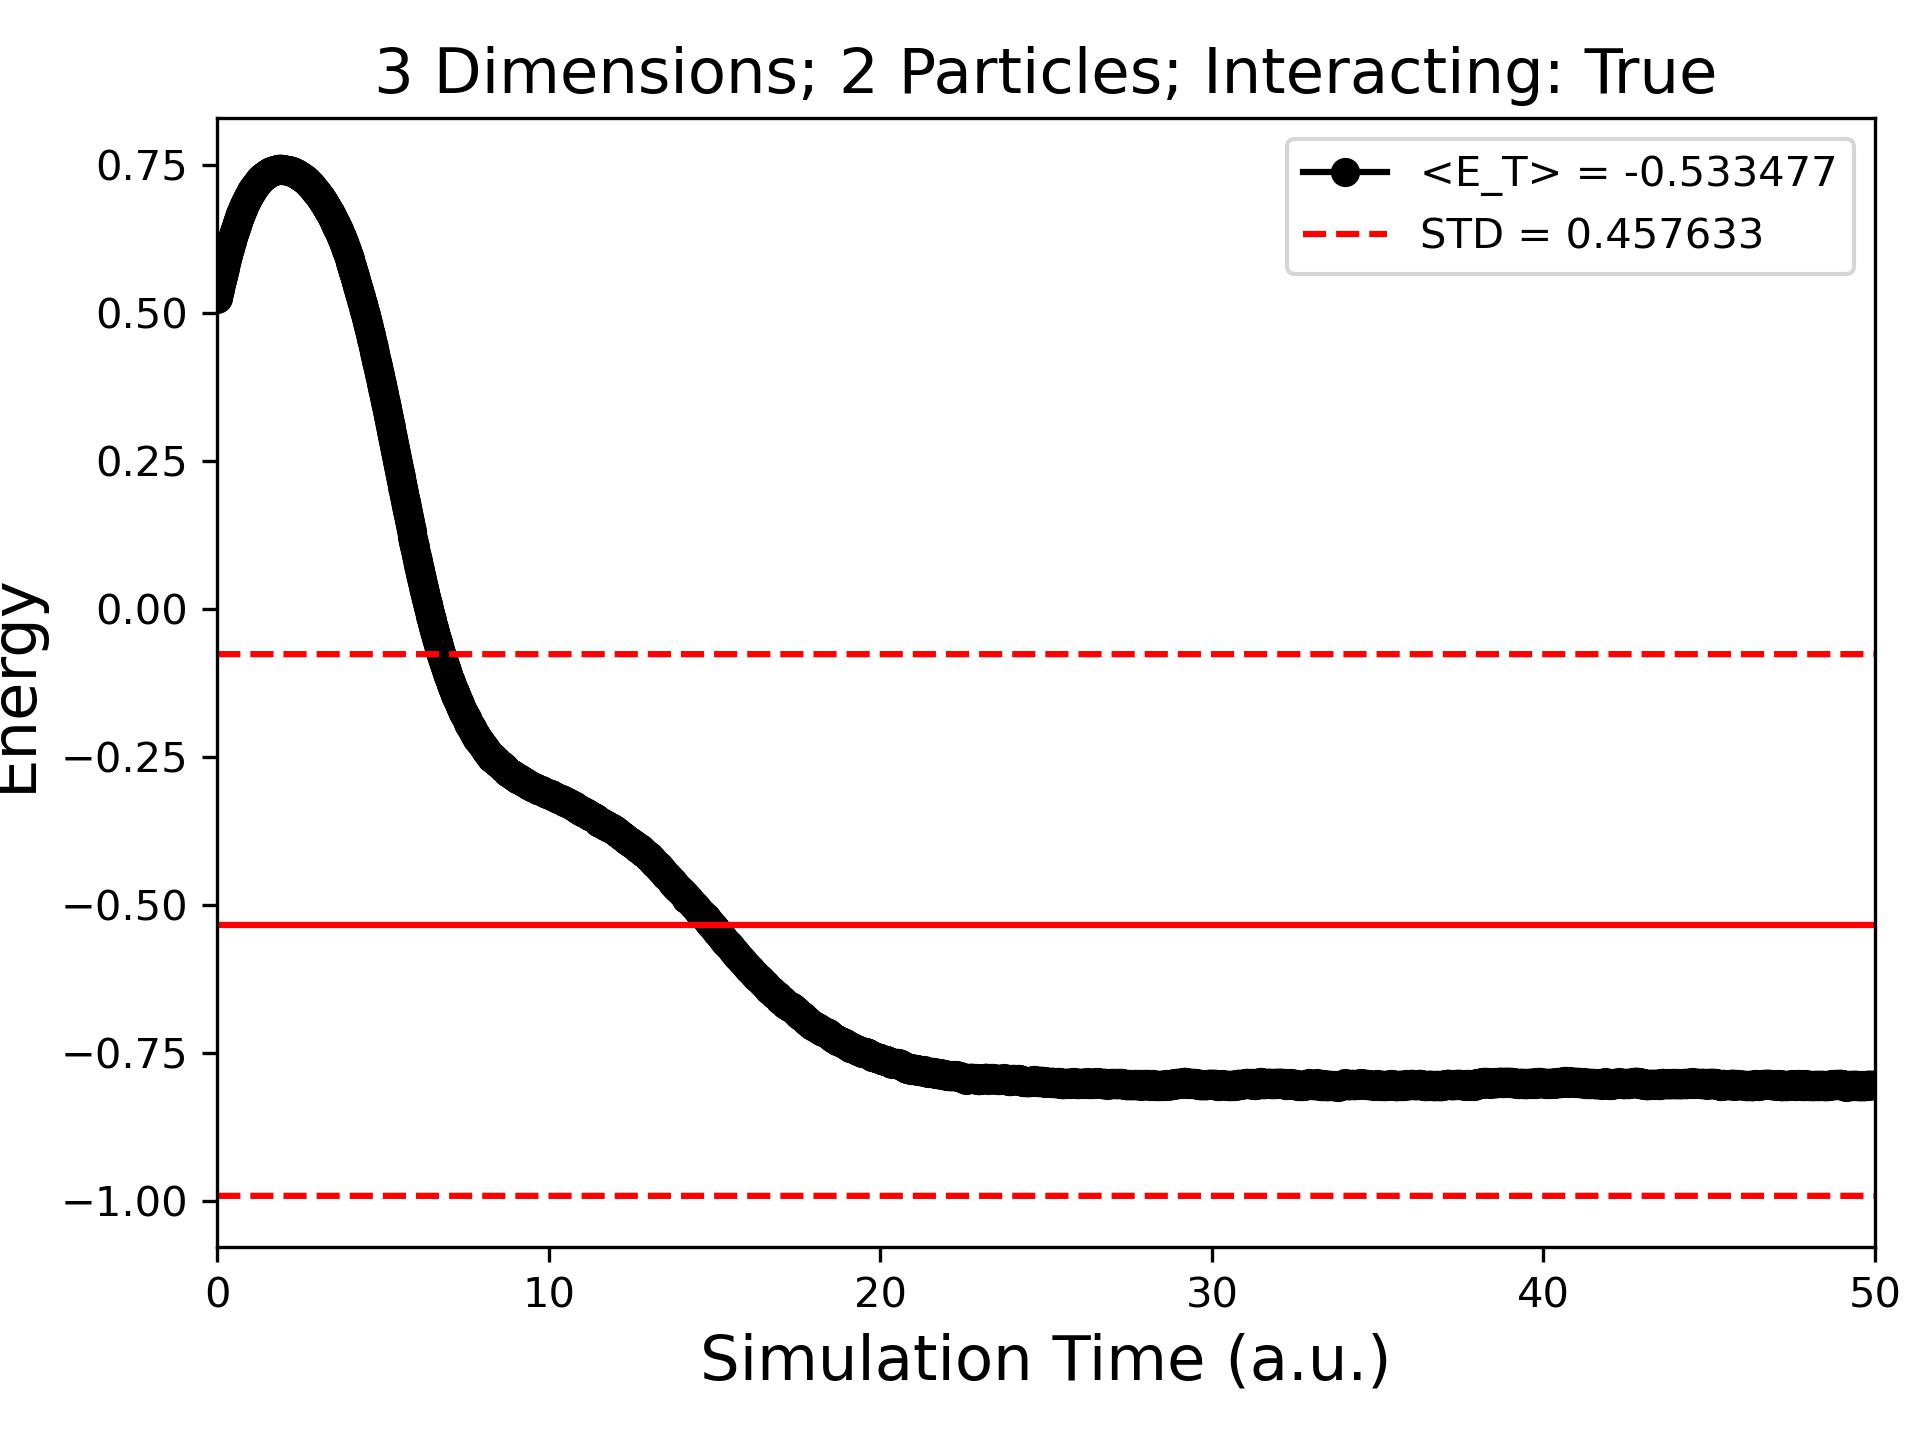 3 Dimensions; 2 Particles; Interacting: True
<E_T> = -0.533477
STD = 0.457633
Energy
0.75
0.50
0.25
0.00
−0.25
−0.50
−0.75
−1.00
0 10 20 30 40 50
Simulation Time (a.u.)